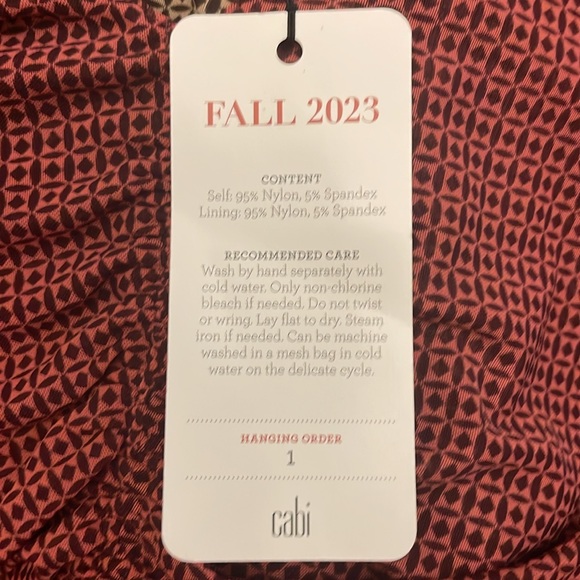 FALL 2023
CONTENT
Self: 95% Nylon, 5% Spandex
Lining: 95% Nylon, 5% Spandex
RECOMMENDED CARE
Wash by hand separately with
cold water. Only non-chlorine
bleach if needed. Do not twist
or wring. Lay flat to dry. Steam
iron if needed. Can be machine
washed in a mesh bag in cold
water on the delicate cycle.
HANGING ORDER
1
cabi